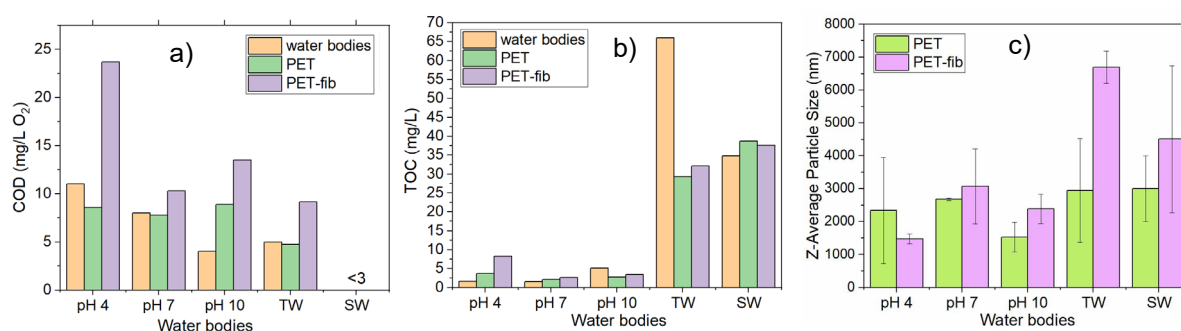 a)
water bodies
PET
PET-fib
COD (mg/L O₂)
25
20
15
10
5
0
<3
pH 4 pH 7 pH 10 TW SW
Water bodies
b)
water bodies
PET
PET-fib
TOC (mg/L)
70
65
60
55
50
45
40
35
30
25
20
15
10
5
0
pH 4 pH 7 pH 10 TW SW
Water bodies
c)
PET
PET-fib
Z-Average Particle Size (nm)
8000
7000
6000
5000
4000
3000
2000
1000
0
pH 4 pH 7 pH 10 TW SW
Water bodies